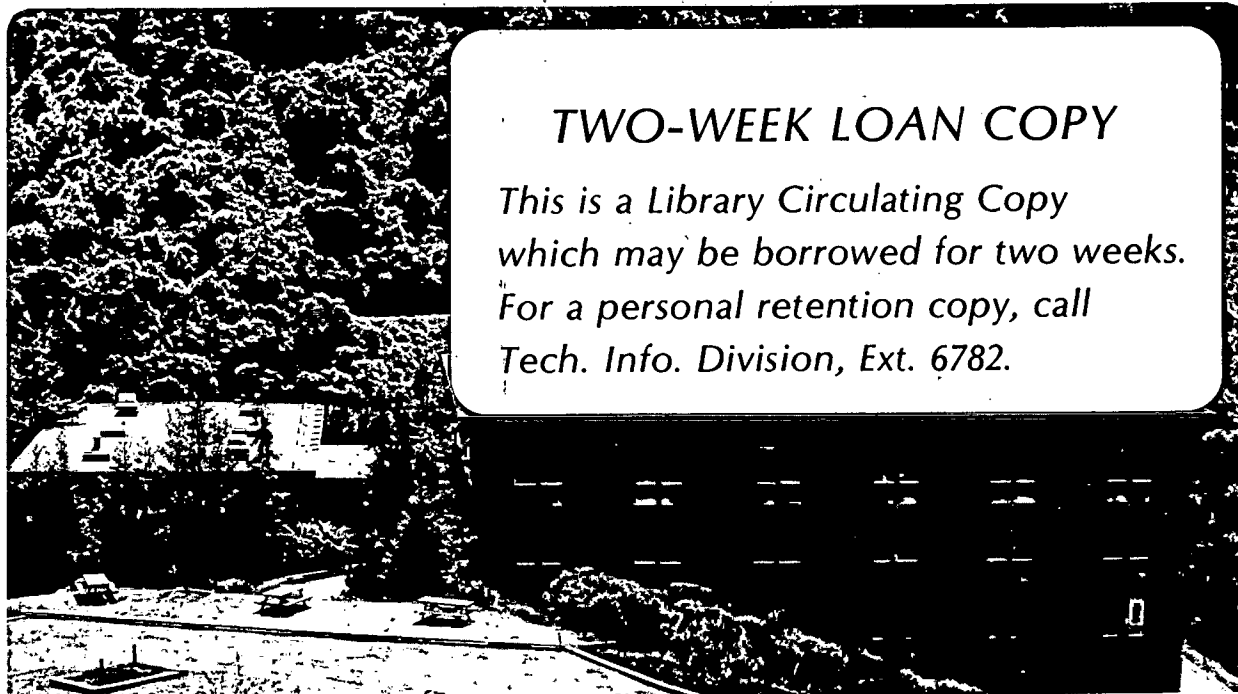 TWO-WEEK LOAN COPY
This is a Library Circulating Copy
which may be borrowed for two weeks.
For a personal retention copy, call
Tech. Info. Division, Ext. 6782.